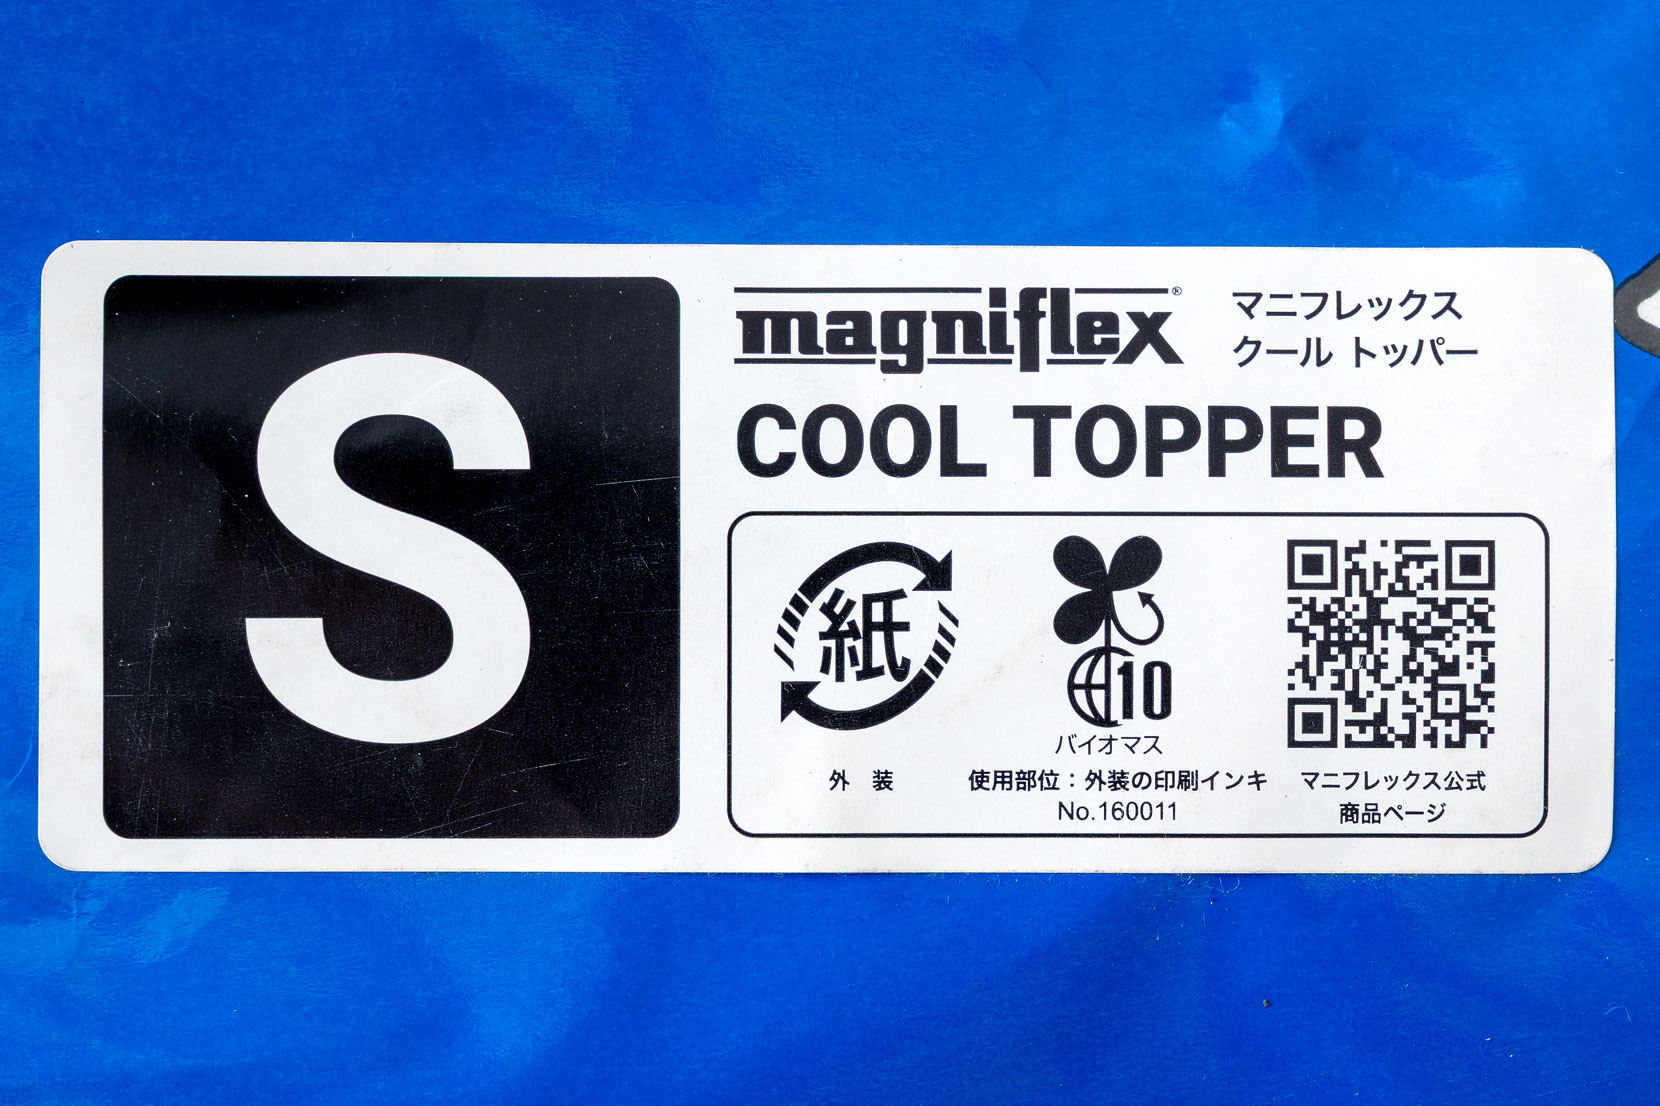 S
magniflex®
マニフレックス
クール トッパー
COOL TOPPER
紙
外 装
10
バイオマス
使用部位：外装の印刷インキ
No.160011
マニフレックス公式
商品ページ